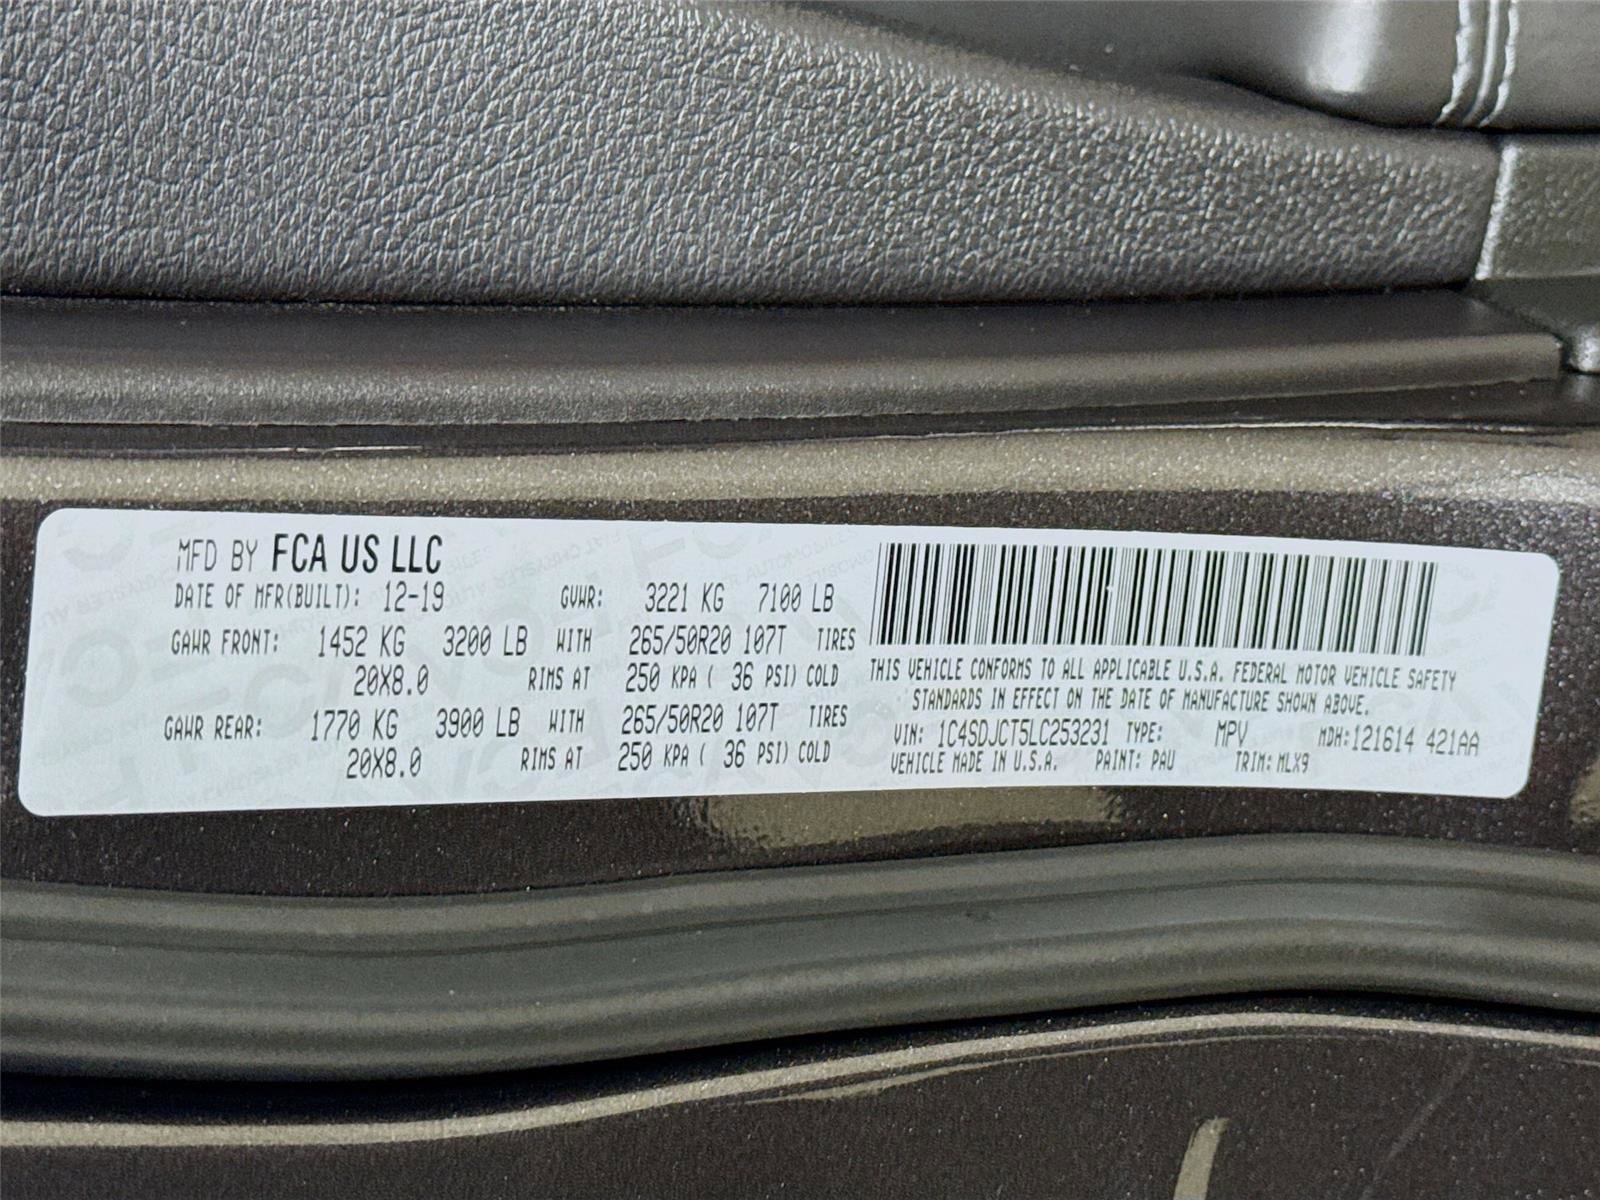 MFD BY FCA US LLC
DATE OF MFR(BUILT): 12-19 GVWR: 3221 KG 7100 LB
GAWR FRONT: 1452 KG 3200 LB WITH 265/50R20 107T TIRES
20X8.0 RIMS AT 250 KPA ( 36 PSI) COLD
GAWR REAR: 1770 KG 3900 LB WITH 265/50R20 107T TIRES
20X8.0 RIMS AT 250 KPA ( 36 PSI) COLD
THIS VEHICLE CONFORMS TO ALL APPLICABLE U.S.A. FEDERAL MOTOR VEHICLE SAFETY
STANDARDS IN EFFECT ON THE DATE OF MANUFACTURE SHOWN ABOVE.
VIN: 1C4SDJCT5LC253231 TYPE: MPV MDH:121614 421AA
VEHICLE MADE IN U.S.A. PAINT: PAU TRIM: MLX9